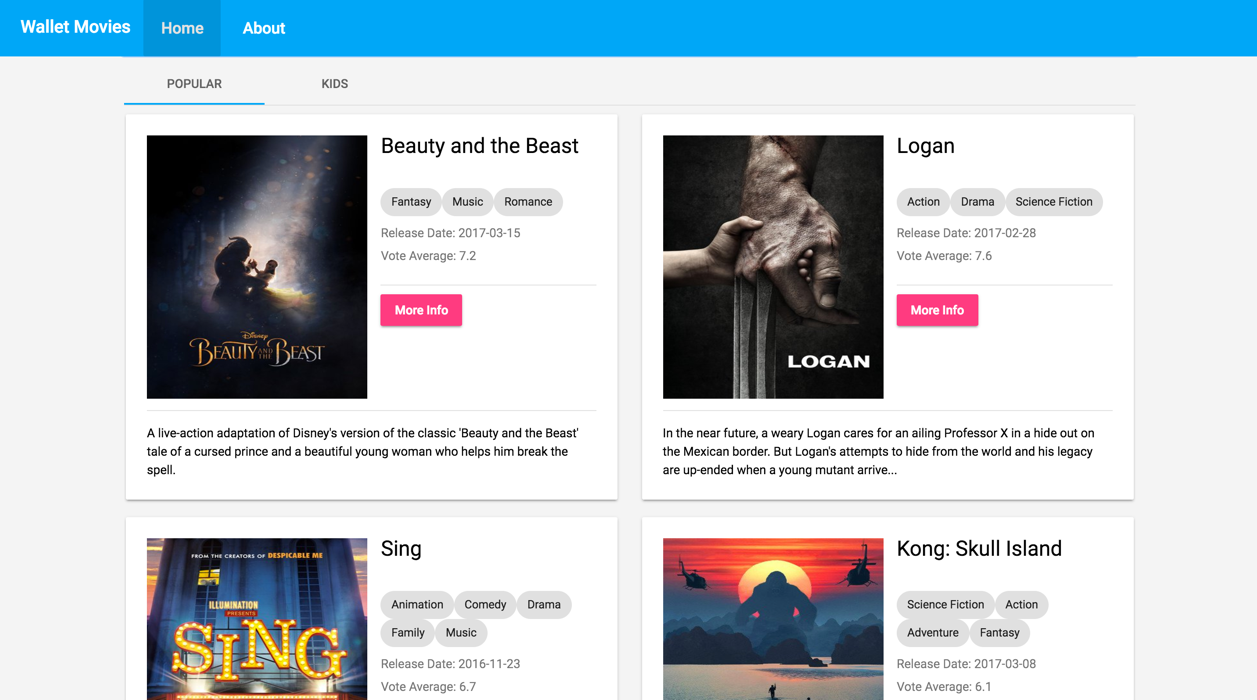 Wallet Movies Home About
POPULAR KIDS
Beauty and the Beast
Fantasy Music Romance
Release Date: 2017-03-15
Vote Average: 7.2
More Info
Disney
BEAUTY AND THE BEAST
A live-action adaptation of Disney's version of the classic 'Beauty and the Beast'
tale of a cursed prince and a beautiful young woman who helps him break the
spell.
Logan
Action Drama Science Fiction
Release Date: 2017-02-28
Vote Average: 7.6
More Info
LOGAN
In the near future, a weary Logan cares for an ailing Professor X in a hide out on
the Mexican border. But Logan's attempts to hide from the world and his legacy
are up-ended when a young mutant arrive...
FROM THE CREATORS OF DESPICABLE ME
ILLUMINATION
PRESENTS
SING
Sing
Animation Comedy Drama
Family Music
Release Date: 2016-11-23
Vote Average: 6.7
Kong: Skull Island
Science Fiction Action
Adventure Fantasy
Release Date: 2017-03-08
Vote Average: 6.1